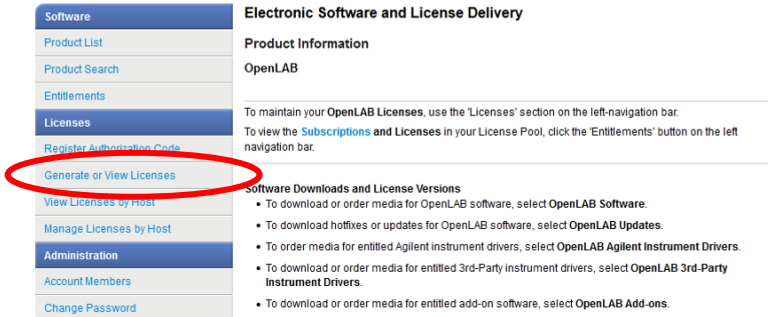 Software
Product List
Product Search
Entitlements
Licenses
Register Authorization Code
Generate or View Licenses
View Licenses by Host
Manage Licenses by Host
Administration
Account Members
Change Password
Electronic Software and License Delivery
Product Information
OpenLAB
To maintain your OpenLAB Licenses, use the 'Licenses' section on the left-navigation bar.
To view the Subscriptions and Licenses in your License Pool, click the 'Entitlements' button on the left
navigation bar.
Software Downloads and License Versions
• To download or order media for OpenLAB software, select OpenLAB Software.
• To download hotfixes or updates for OpenLAB software, select OpenLAB Updates.
• To order media for entitled Agilent instrument drivers, select OpenLAB Agilent Instrument Drivers.
• To download or order media for entitled 3rd-Party instrument drivers, select OpenLAB 3rd-Party
Instrument Drivers.
• To download or order media for entitled add-on software, select OpenLAB Add-ons.